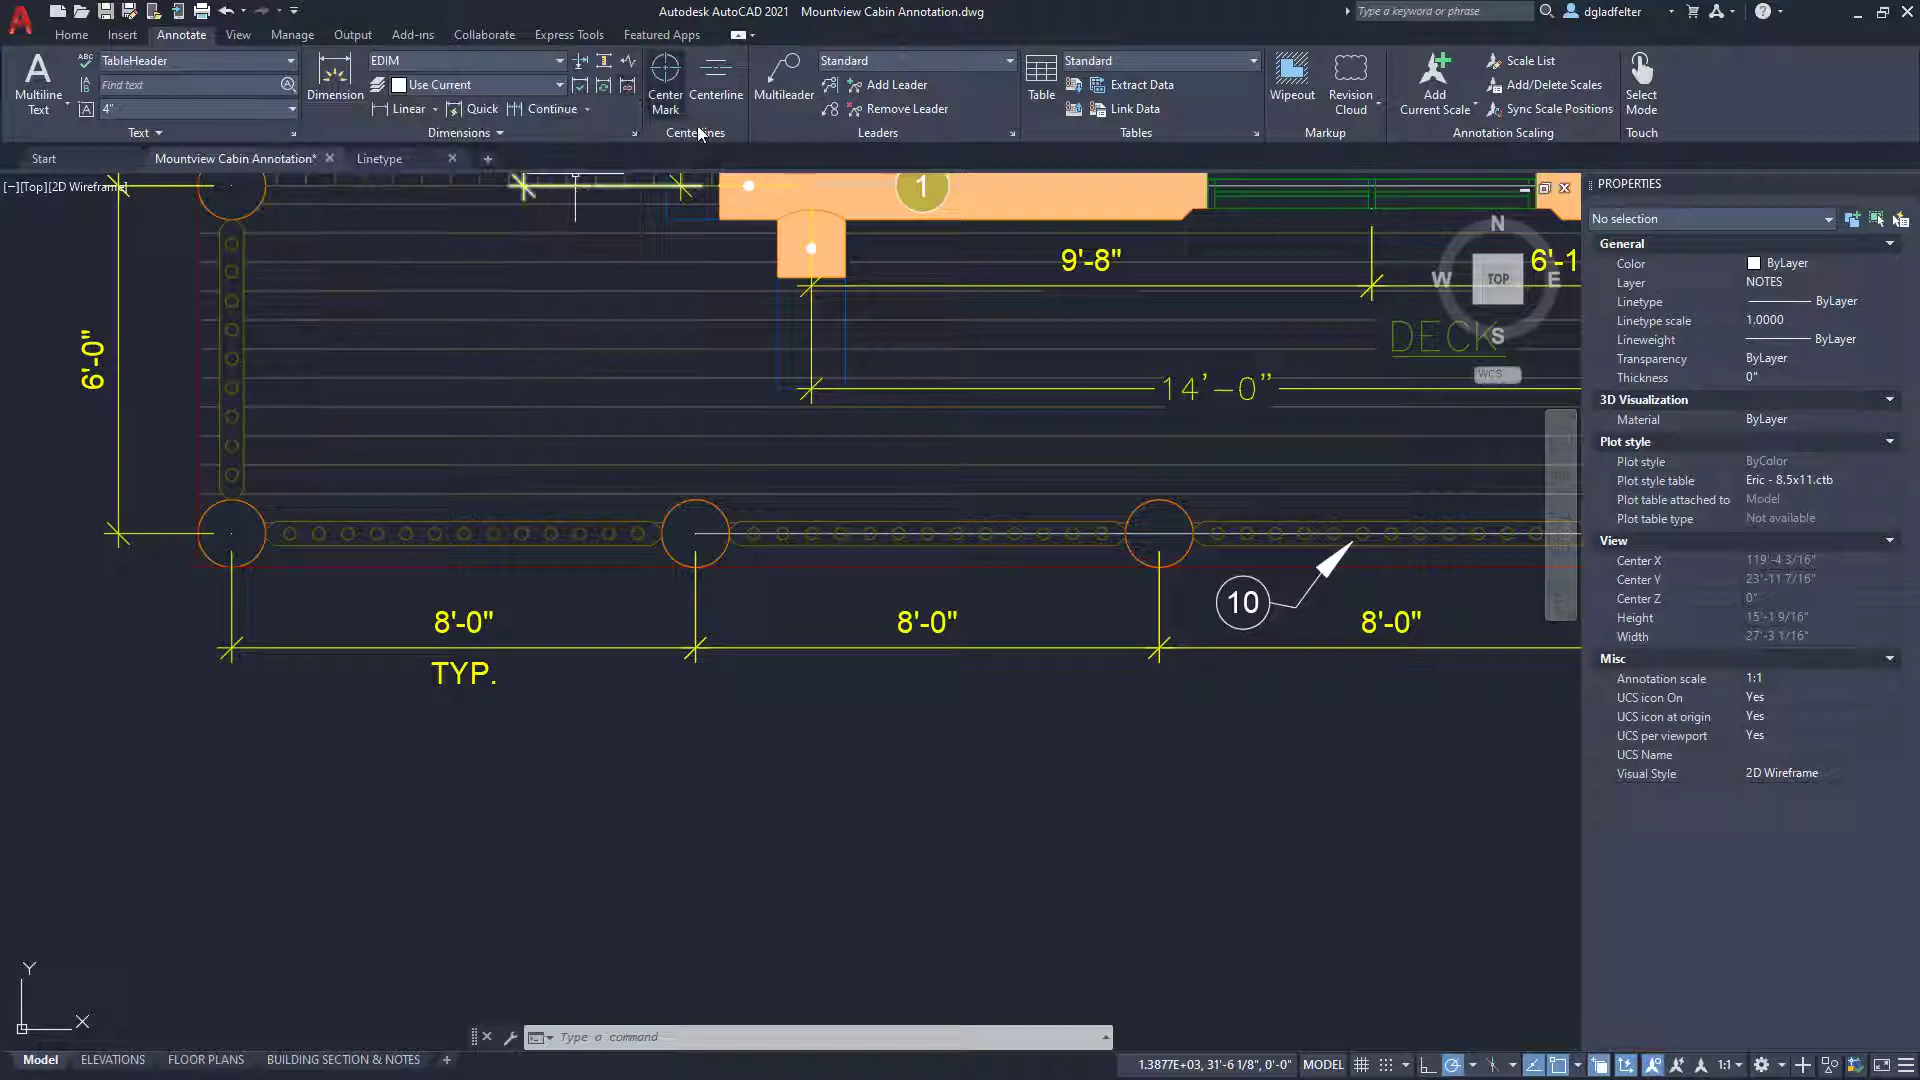 Autodesk AutoCAD 2021 Mountview Cabin Annotation.dwg
Type a keyword or phrase
dgladfelter
Home Insert Annotate View Manage Output Add-ins Collaborate Express Tools Featured Apps
Multiline Text
TableHeader
Find text
4"
Text
Dimension
EDIM
Use Current
Linear Quick Continue
Dimensions
Center Mark
Centerline
Centerlines
Multileader
Standard
Add Leader
Remove Leader
Leaders
Table
Standard
Extract Data
Link Data
Tables
Wipeout
Revision Cloud
Markup
Add Current Scale
Scale List
Add/Delete Scales
Sync Scale Positions
Annotation Scaling
Select Mode
Touch
Start Mountview Cabin Annotation* Linetype
[−][Top][2D Wireframe]
1
9'-8"
6'-1
N
W TOP E
S
WCS
DECK
14'-0"
6'-0"
10
8'-0" 8'-0" 8'-0"
TYP.
Y
X
PROPERTIES
No selection
General
Color ByLayer
Layer NOTES
Linetype ByLayer
Linetype scale 1.0000
Lineweight ByLayer
Transparency ByLayer
Thickness 0"
3D Visualization
Material ByLayer
Plot style
Plot style ByColor
Plot style table Eric - 8.5x11.ctb
Plot table attached to Model
Plot table type Not available
View
Center X 119'-4 3/16"
Center Y 23'-11 7/16"
Center Z 0"
Height 15'-1 9/16"
Width 27'-3 1/16"
Misc
Annotation scale 1:1
UCS icon On Yes
UCS icon at origin Yes
UCS per viewport Yes
UCS Name
Visual Style 2D Wireframe
Type a command
Model ELEVATIONS FLOOR PLANS BUILDING SECTION & NOTES
1.3877E+03, 31'-6 1/8", 0'-0" MODEL 1:1